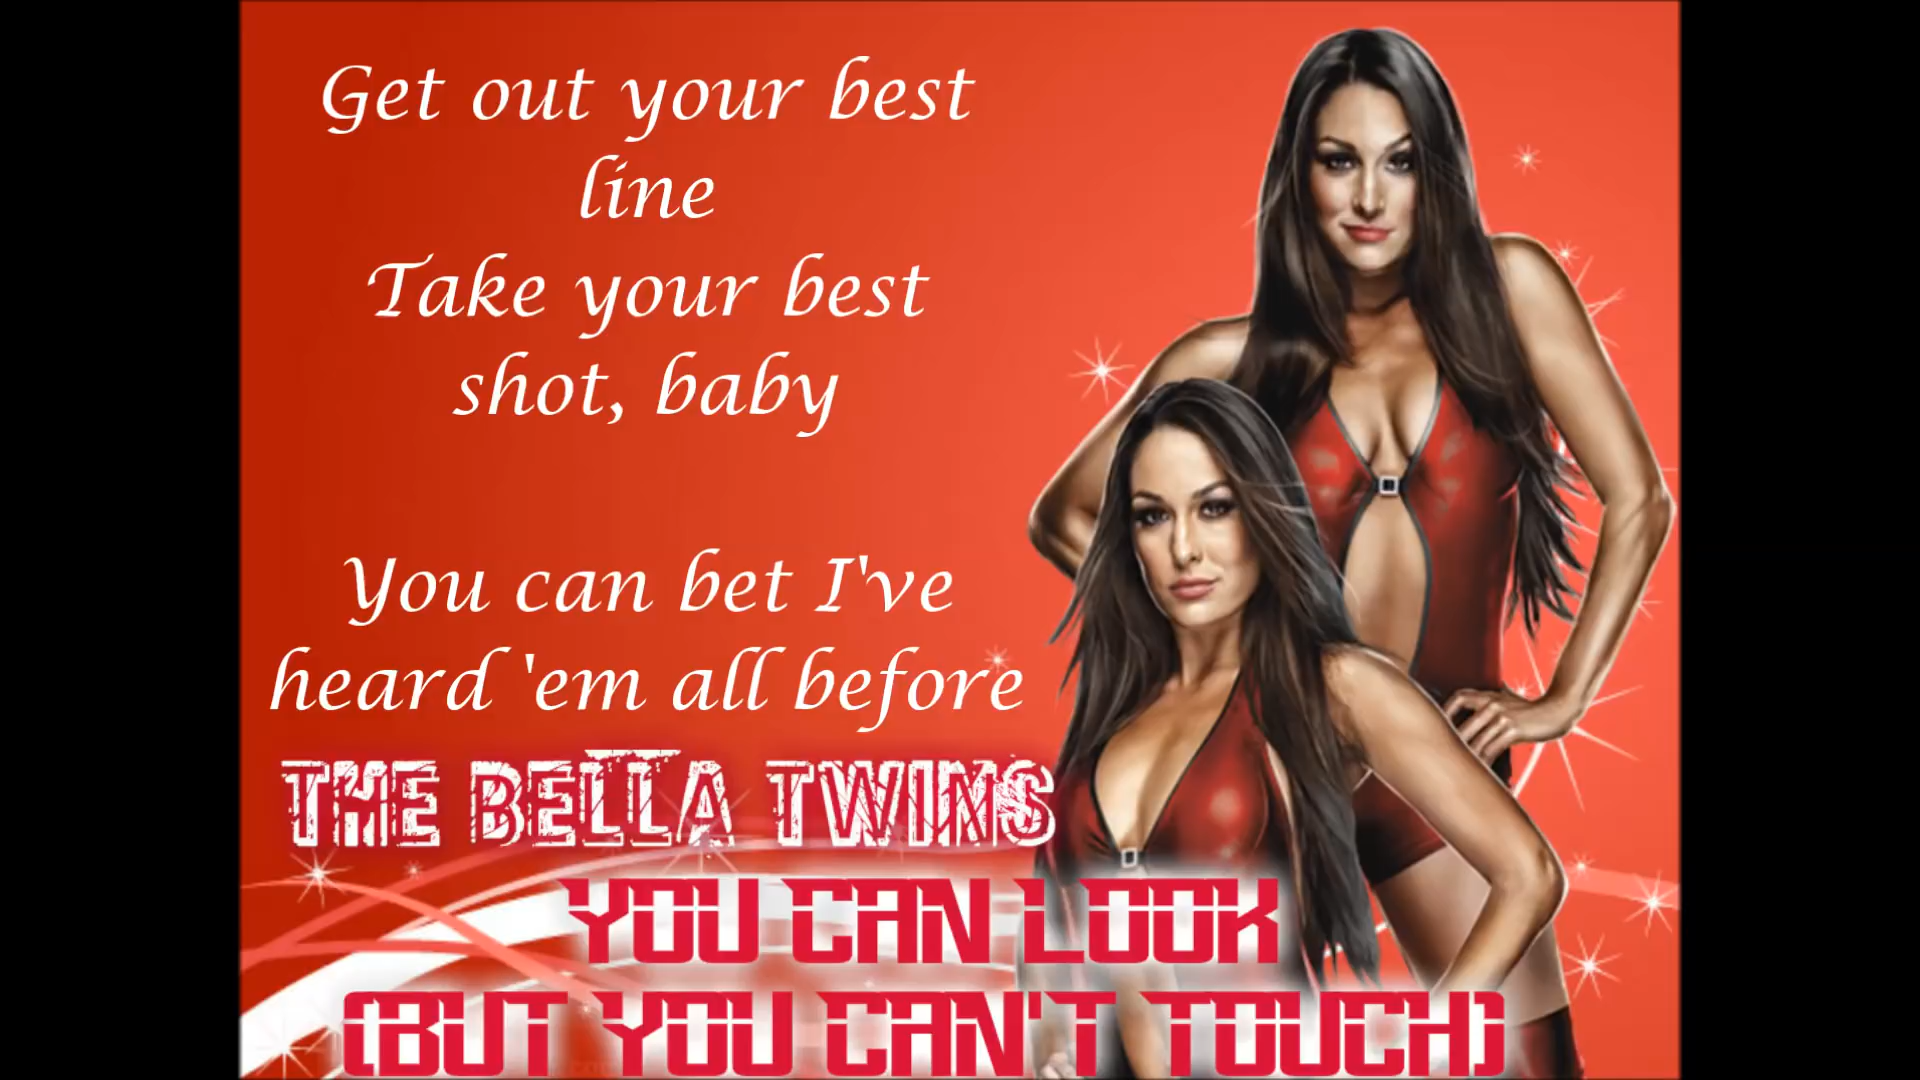 Get out your best
line
Take your best
shot, baby
You can bet I've
heard 'em all before
THE BELLA TWINS
YOU CAN LOOK
(BUT YOU CAN'T TOUCH)